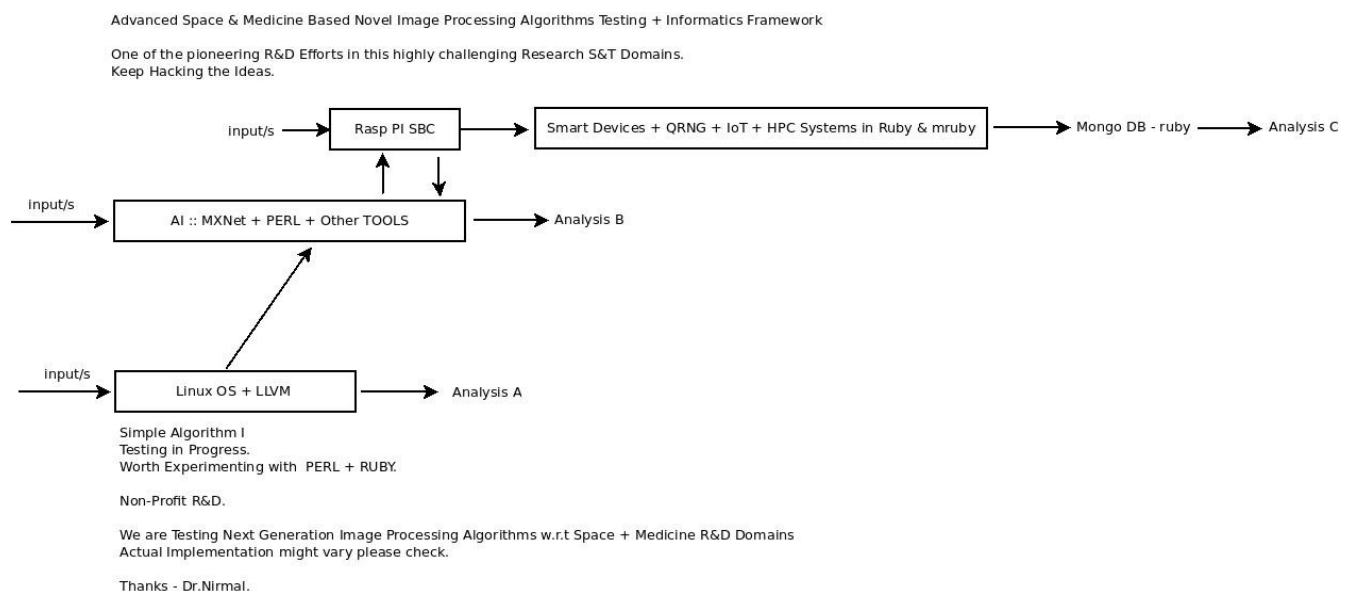 Advanced Space & Medicine Based Novel Image Processing Algorithms Testing + Informatics Framework
One of the pioneering R&D Efforts in this highly challenging Research S&T Domains.
Keep Hacking the Ideas.
input/s
Rasp PI SBC
Smart Devices + QRNG + IoT + HPC Systems in Ruby & mruby
Mongo DB - ruby
Analysis C
input/s
AI :: MXNet + PERL + Other TOOLS
Analysis B
input/s
Linux OS + LLVM
Analysis A
Simple Algorithm I
Testing in Progress.
Worth Experimenting with  PERL + RUBY.
Non-Profit R&D.
We are Testing Next Generation Image Processing Algorithms w.r.t Space + Medicine R&D Domains
Actual Implementation might vary please check.
Thanks - Dr.Nirmal.